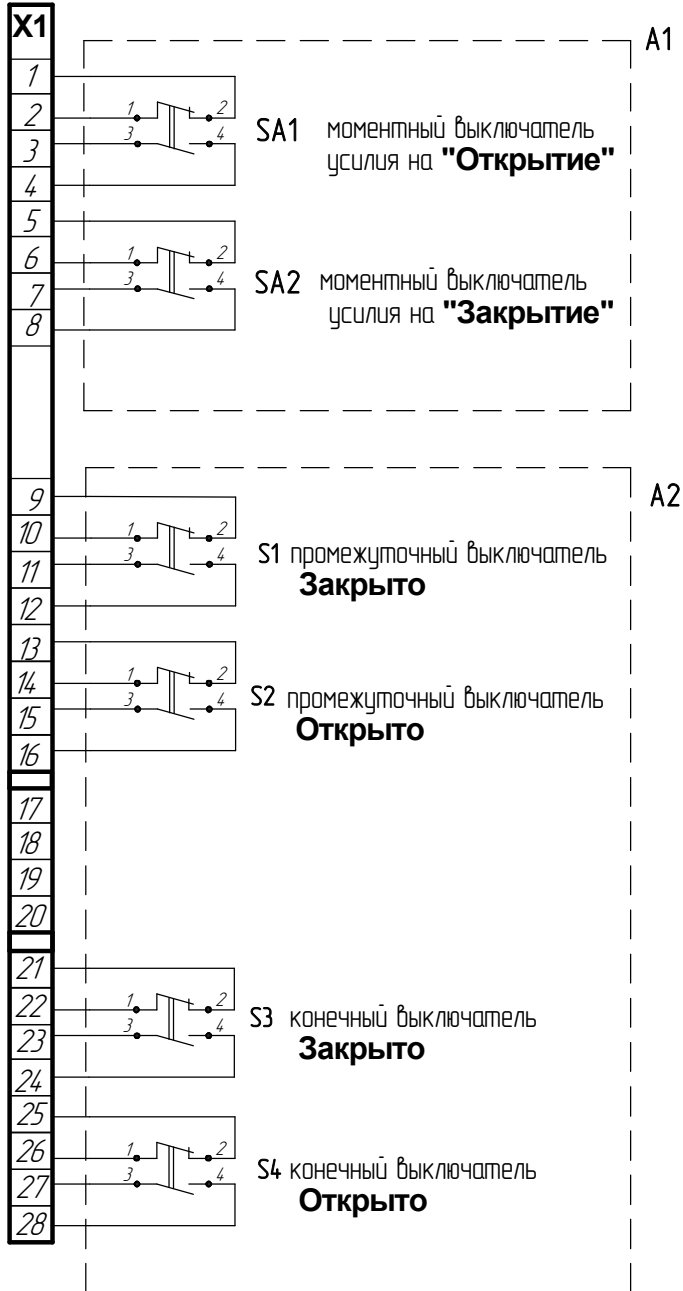 X1
A1
1
2
3
4
1 2
3 4
SA1 моментный выключатель
усилия на "Открытие"
5
6
7
8
1 2
3 4
SA2 моментный выключатель
усилия на "Закрытие"
A2
9
10
11
12
1 2
3 4
S1 промежуточный выключатель
Закрыто
13
14
15
16
1 2
3 4
S2 промежуточный выключатель
Открыто
17
18
19
20
21
22
23
24
1 2
3 4
S3 конечный выключатель
Закрыто
25
26
27
28
1 2
3 4
S4 конечный выключатель
Открыто